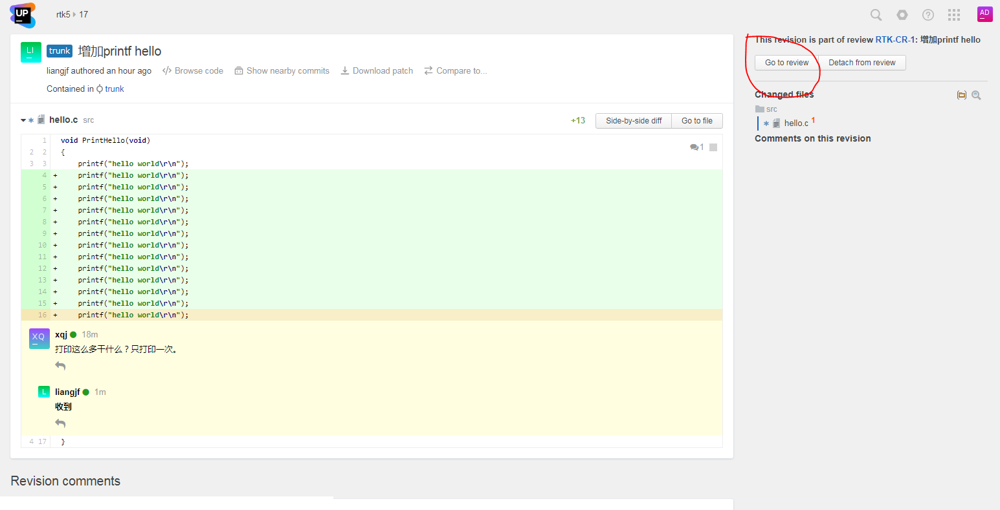 UP
rtk5 17
AD
LI
trunk 增加printf hello
liangjf authored an hour ago Browse code Show nearby commits Download patch Compare to...
Contained in trunk
hello.c src +13 Side-by-side diff Go to file
1 void PrintHello(void)
2 2 {
3 3 printf("hello world\r\n");
4 + printf("hello world\r\n");
5 + printf("hello world\r\n");
6 + printf("hello world\r\n");
7 + printf("hello world\r\n");
8 + printf("hello world\r\n");
9 + printf("hello world\r\n");
10 + printf("hello world\r\n");
11 + printf("hello world\r\n");
12 + printf("hello world\r\n");
13 + printf("hello world\r\n");
14 + printf("hello world\r\n");
15 + printf("hello world\r\n");
16 + printf("hello world\r\n");
1
XQ
xqj 18m
打印这么多干什么？只打印一次。
L
liangjf 1m
收到
4 17 }
Revision comments
This revision is part of review RTK-CR-1: 增加printf hello
Go to review Detach from review
Changed files
src
hello.c 1
Comments on this revision